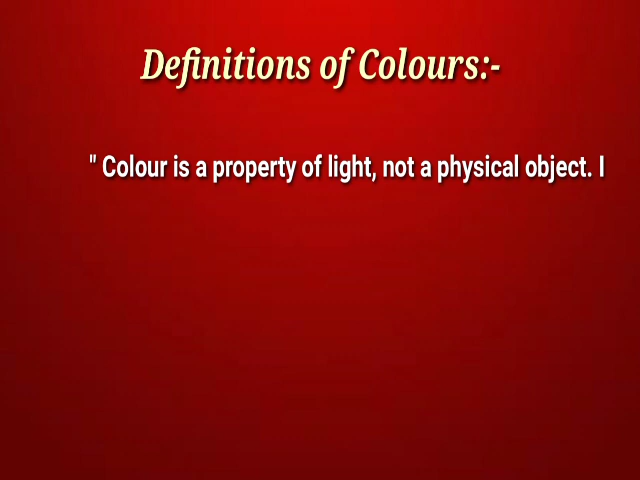 Definitions of Colours:-
" Colour is a property of light, not a physical object. I